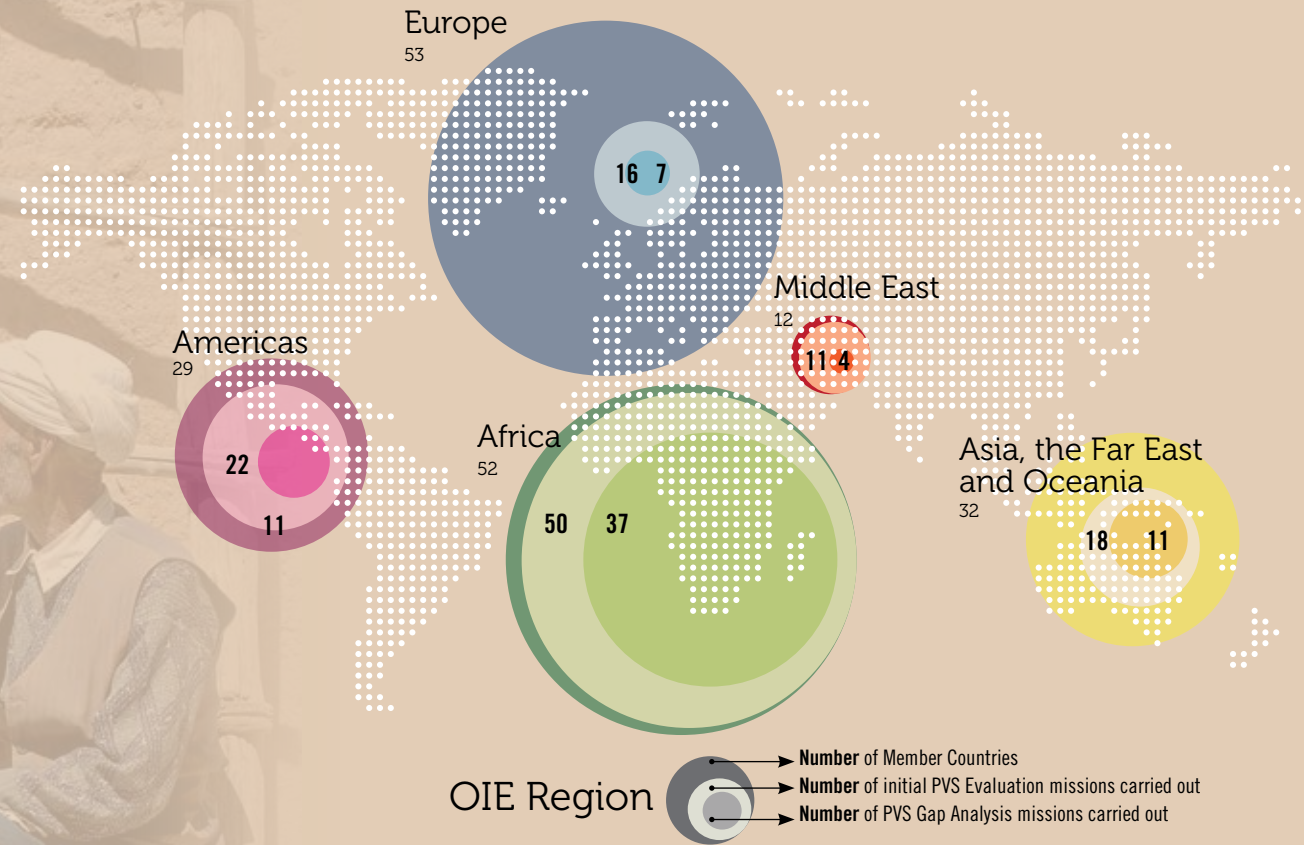 Europe
53
16 7
Middle East
12
11 4
Americas
29
22
11
Africa
52
50 37
Asia, the Far East
and Oceania
32
18 11
OIE Region
Number of Member Countries
Number of initial PVS Evaluation missions carried out
Number of PVS Gap Analysis missions carried out